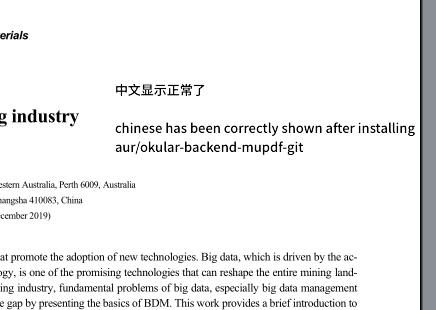 erials
中文显示正常了
g industry
chinese has been correctly shown after installing
aur/okular-backend-mupdf-git
estern Australia, Perth 6009, Australia
hangsha 410083, China
cember 2019)
at promote the adoption of new technologies. Big data, which is driven by the ac-
ogy, is one of the promising technologies that can reshape the entire mining land-
ing industry, fundamental problems of big data, especially big data management
e gap by presenting the basics of BDM. This work provides a brief introduction to